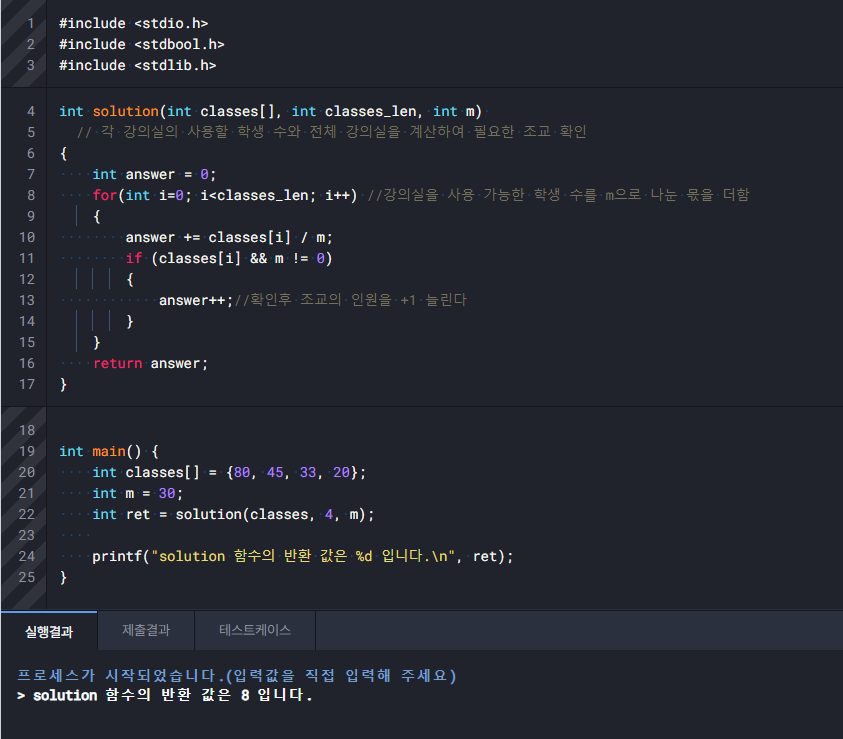 1 #include <stdio.h>
2 #include <stdbool.h>
3 #include <stdlib.h>
4 int solution(int classes[], int classes_len, int m)
5 // 각 강의실의 사용할 학생 수와 전체 강의실을 계산하여 필요한 조교 확인
6 {
7 int answer = 0;
8 for(int i=0; i<classes_len; i++) //강의실을 사용 가능한 학생 수를 m으로 나눈 몫을 더함
9 {
10 answer += classes[i] / m;
11 if (classes[i] && m != 0)
12 {
13 answer++;//확인후 조교의 인원을 +1 늘린다
14 }
15 }
16 return answer;
17 }
18
19 int main() {
20 int classes[] = {80, 45, 33, 20};
21 int m = 30;
22 int ret = solution(classes, 4, m);
23
24 printf("solution 함수의 반환 값은 %d 입니다.\n", ret);
25 }
실행결과 제출결과 테스트케이스
프로세스가 시작되었습니다.(입력값을 직접 입력해 주세요)
> solution 함수의 반환 값은 8 입니다.